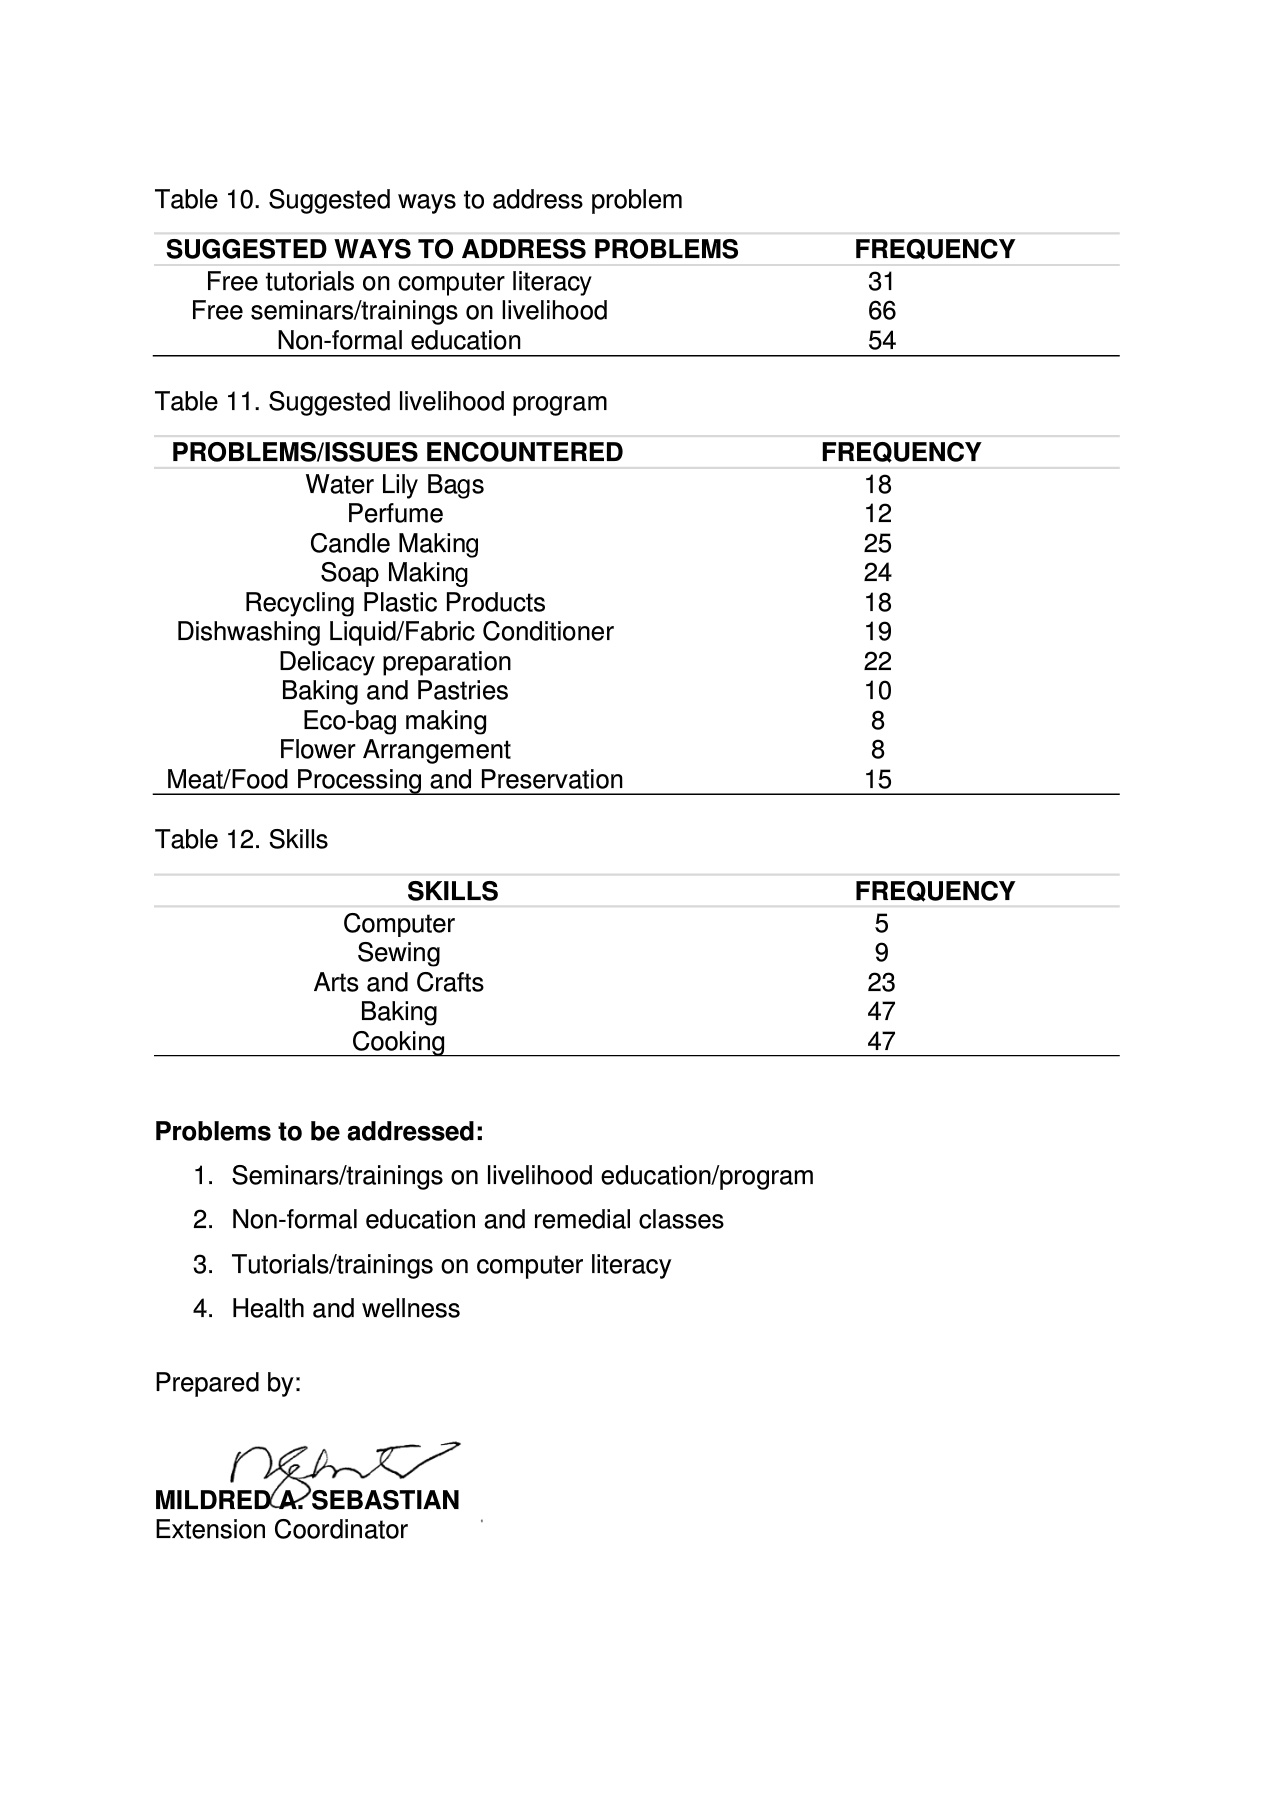 Table 10. Suggested ways to address problem
SUGGESTED WAYS TO ADDRESS PROBLEMS FREQUENCY
Free tutorials on computer literacy 31
Free seminars/trainings on livelihood 66
Non-formal education 54
Table 11. Suggested livelihood program
PROBLEMS/ISSUES ENCOUNTERED FREQUENCY
Water Lily Bags 18
Perfume 12
Candle Making 25
Soap Making 24
Recycling Plastic Products 18
Dishwashing Liquid/Fabric Conditioner 19
Delicacy preparation 22
Baking and Pastries 10
Eco-bag making 8
Flower Arrangement 8
Meat/Food Processing and Preservation 15
Table 12. Skills
SKILLS FREQUENCY
Computer 5
Sewing 9
Arts and Crafts 23
Baking 47
Cooking 47
Problems to be addressed:
1. Seminars/trainings on livelihood education/program
2. Non-formal education and remedial classes
3. Tutorials/trainings on computer literacy
4. Health and wellness
Prepared by:
MILDRED A. SEBASTIAN
Extension Coordinator